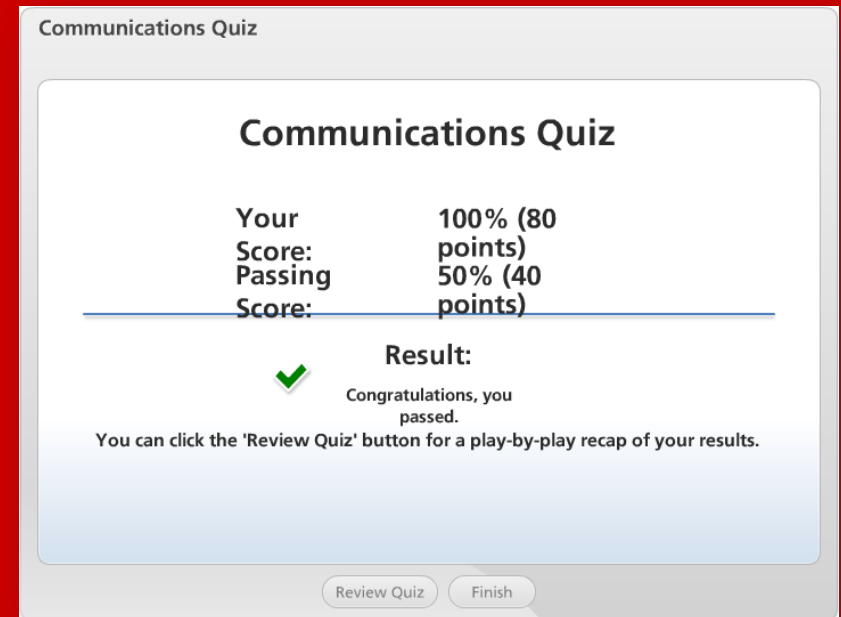 Communications Quiz
Communications Quiz
Your
Score:
100% (80
points)
Passing
Score:
50% (40
points)
Result:
Congratulations, you
passed.
You can click the 'Review Quiz' button for a play-by-play recap of your results.
Review Quiz
Finish